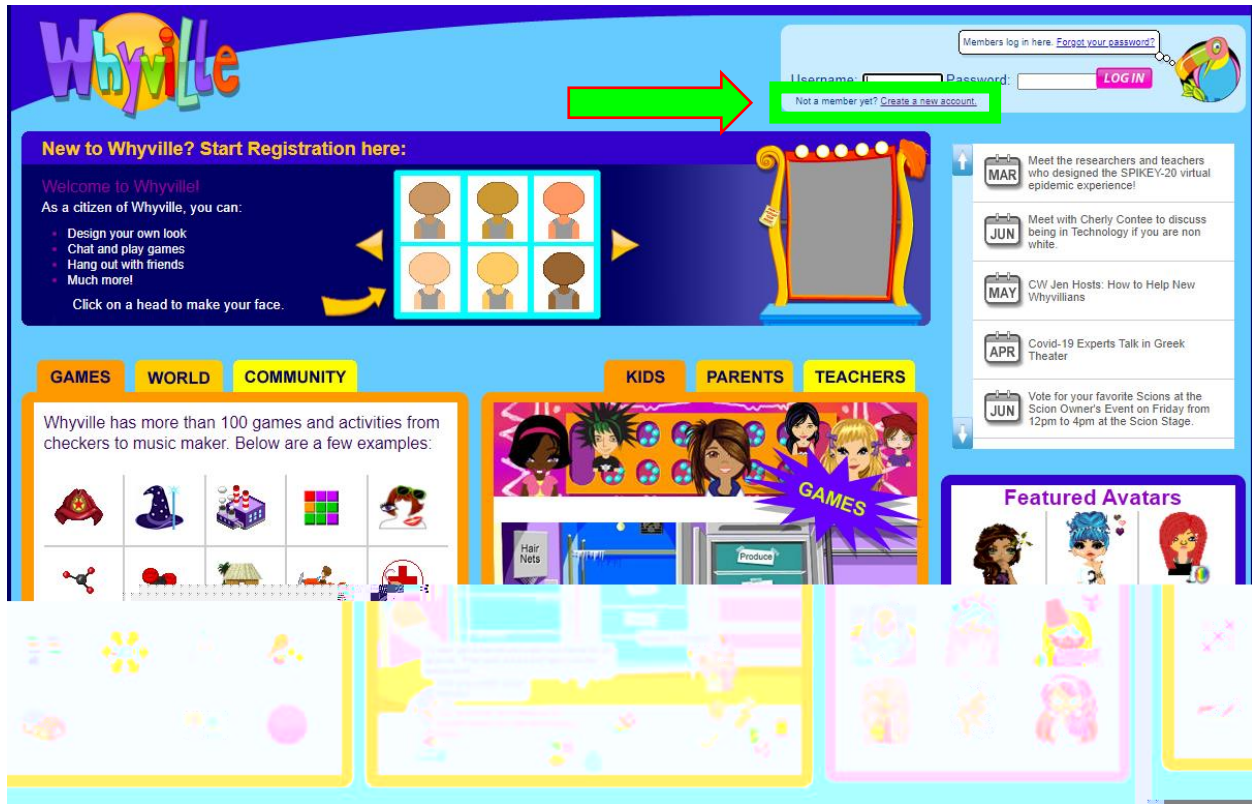 Whyville
Members log in here. Forgot your password?
Username: Password: LOG IN
Not a member yet? Create a new account.
New to Whyville? Start Registration here:
Welcome to Whyville!
As a citizen of Whyville, you can:
Design your own look
Chat and play games
Hang out with friends
Much more!
Click on a head to make your face.
MAR
Meet the researchers and teachers
who designed the SPIKEY-20 virtual
epidemic experience!
JUN
Meet with Cherly Contee to discuss
being in Technology if you are non
white.
MAY
CW Jen Hosts: How to Help New
Whyvillians
APR
Covid-19 Experts Talk in Greek
Theater
JUN
Vote for your favorite Scions at the
Scion Owner's Event on Friday from
12pm to 4pm at the Scion Stage.
GAMES WORLD COMMUNITY
Whyville has more than 100 games and activities from
checkers to music maker. Below are a few examples:
KIDS PARENTS TEACHERS
GAMES
Hair
Nets
Produce
Featured Avatars